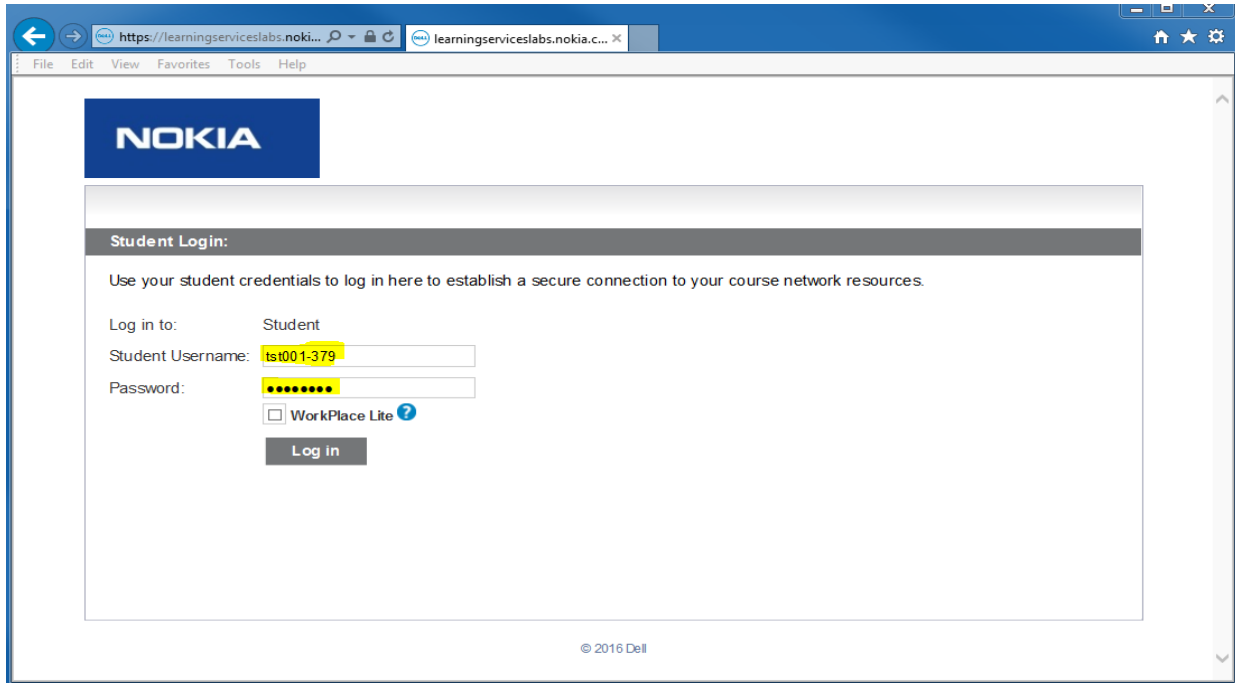 https://learningserviceslabs.noki...
learningserviceslabs.nokia.c...
File Edit View Favorites Tools Help
NOKIA
Student Login:
Use your student credentials to log in here to establish a secure connection to your course network resources.
Log in to: Student
Student Username: tst001-379
Password: ●●●●●●●●
WorkPlace Lite ?
Log in
© 2016 Dell